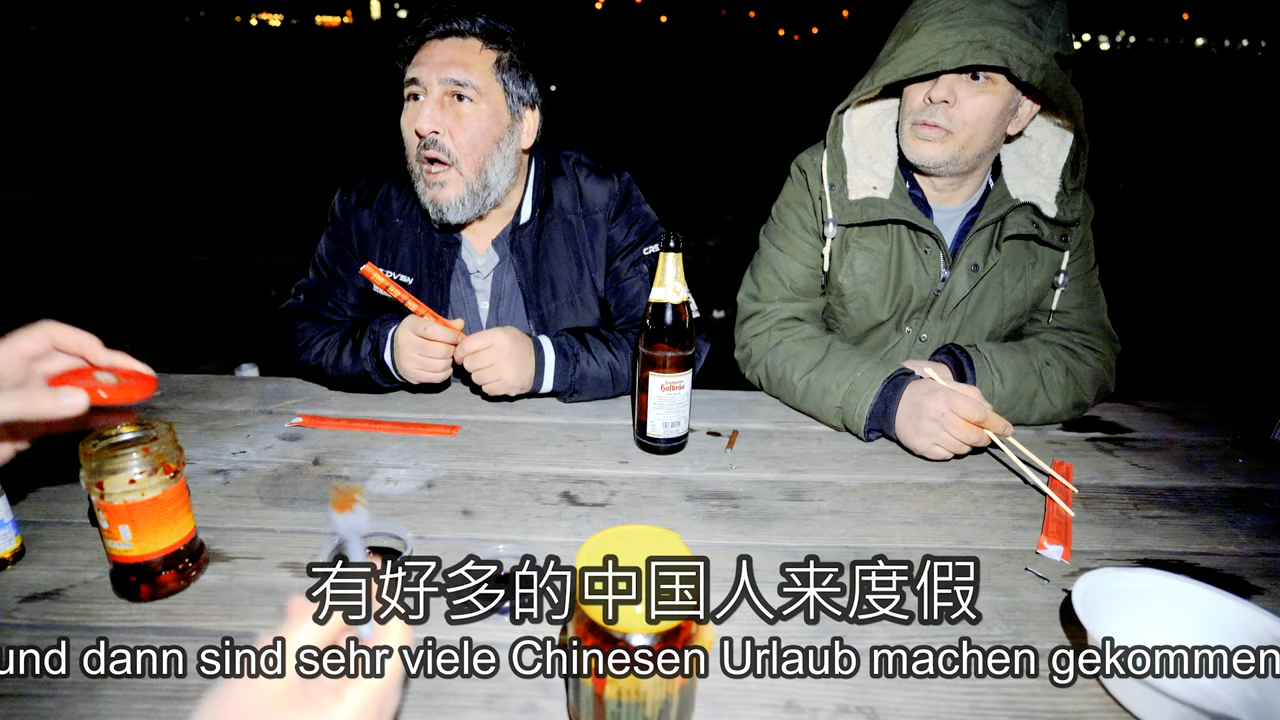 Hofbräu
有好多的中国人来度假
und dann sind sehr viele Chinesen Urlaub machen gekommen